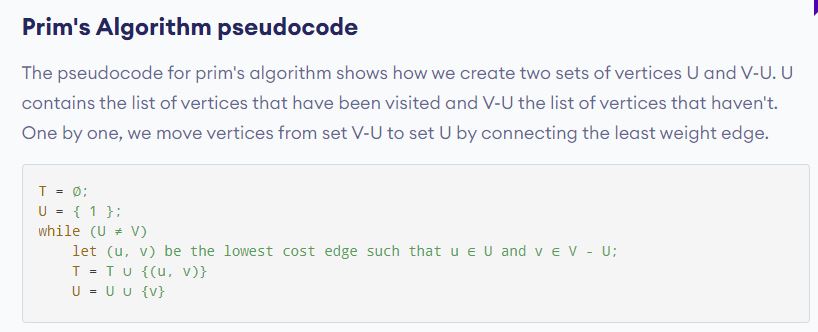 Prim's Algorithm pseudocode
The pseudocode for prim's algorithm shows how we create two sets of vertices U and V-U. U
contains the list of vertices that have been visited and V-U the list of vertices that haven't.
One by one, we move vertices from set V-U to set U by connecting the least weight edge.
T = ∅;
U = { 1 };
while (U ≠ V)
    let (u, v) be the lowest cost edge such that u ∈ U and v ∈ V - U;
    T = T ∪ {(u, v)}
    U = U ∪ {v}